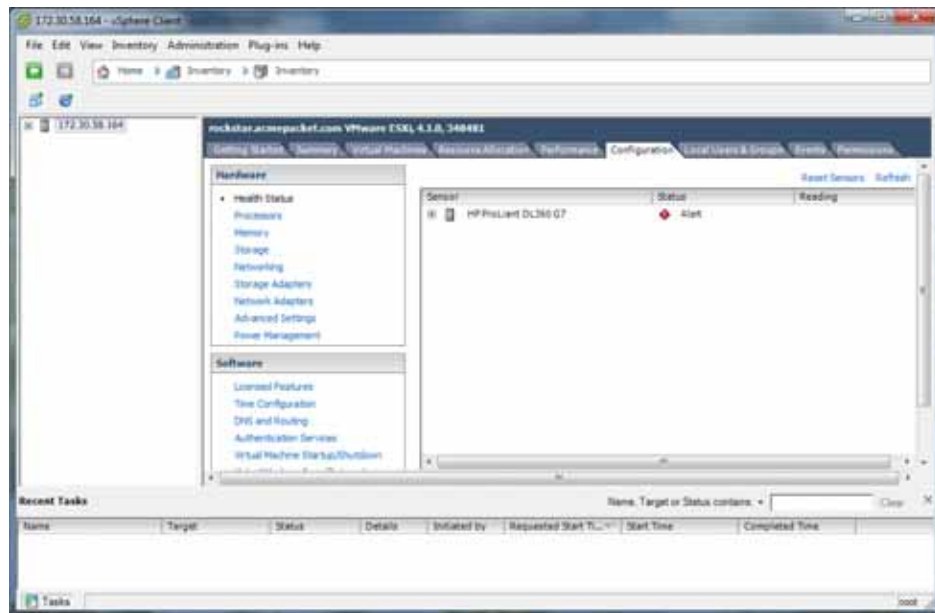 172.30.58.164 - vSphere Client
File Edit View Inventory Administration Plug-ins Help
Home Inventory Inventory
172.30.58.164
rockstar.acmepacket.com VMware ESXi, 4.1.0, 348481
Getting Started Summary Virtual Machines Resource Allocation Performance Configuration Local Users & Groups Events Permissions
Hardware
Health Status
Processors
Memory
Storage
Networking
Storage Adapters
Network Adapters
Advanced Settings
Power Management
Software
Licensed Features
Time Configuration
DNS and Routing
Authentication Services
Virtual Machine Startup/Shutdown
Reset Sensors Refresh
Sensor Status Reading
HP ProLiant DL360 G7 Alert
Recent Tasks
Name, Target or Status contains: Clear
Name Target Status Details Initiated by Requested Start Ti... Start Time Completed Time
Tasks
root